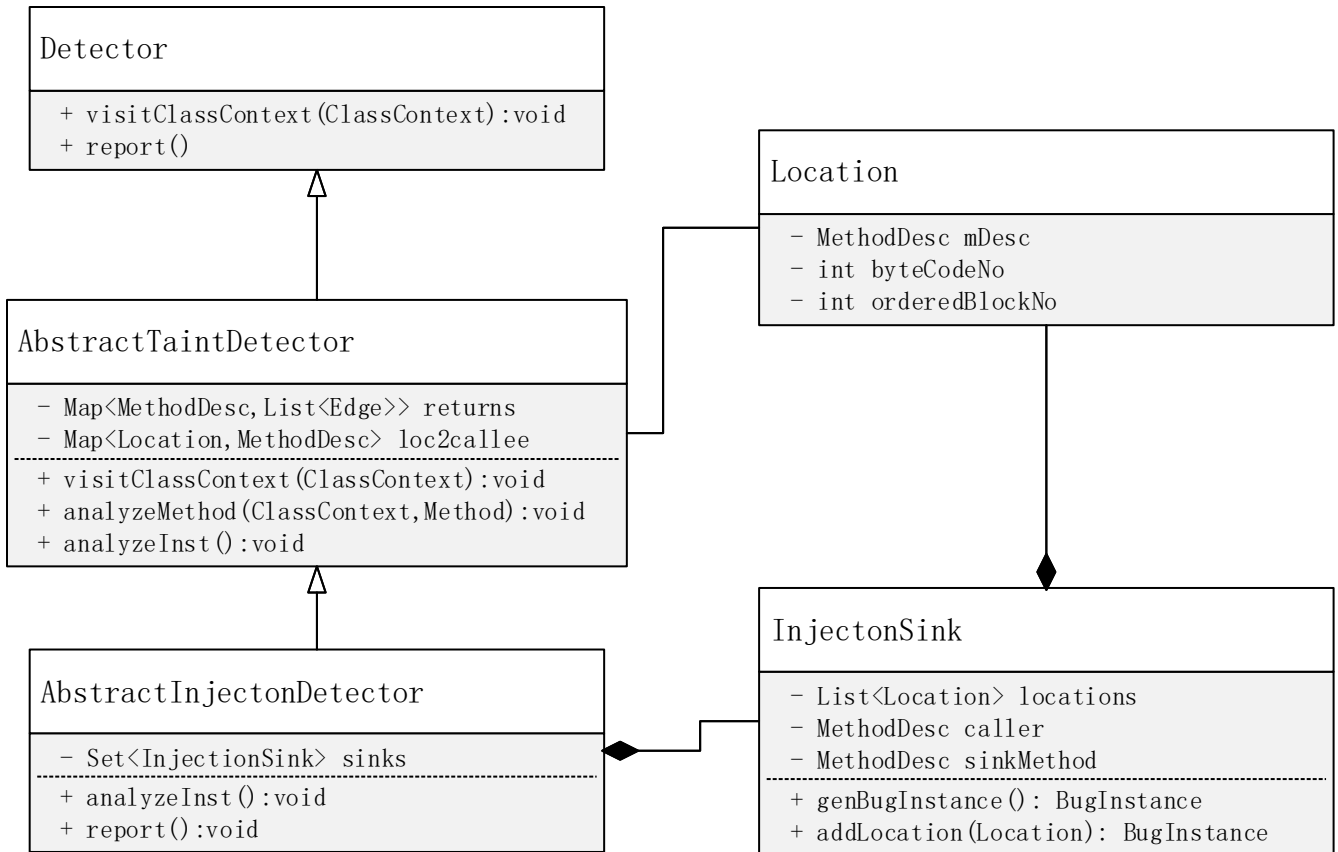 Detector
+ visitClassContext(ClassContext):void
+ report()
Location
- MethodDesc mDesc
- int byteCodeNo
- int orderedBlockNo
AbstractTaintDetector
- Map<MethodDesc,List<Edge>> returns
- Map<Location,MethodDesc> loc2callee
+ visitClassContext(ClassContext):void
+ analyzeMethod(ClassContext,Method):void
+ analyzeInst():void
AbstractInjectonDetector
- Set<InjectionSink> sinks
+ analyzeInst():void
+ report():void
InjectonSink
- List<Location> locations
- MethodDesc caller
- MethodDesc sinkMethod
+ genBugInstance(): BugInstance
+ addLocation(Location): BugInstance